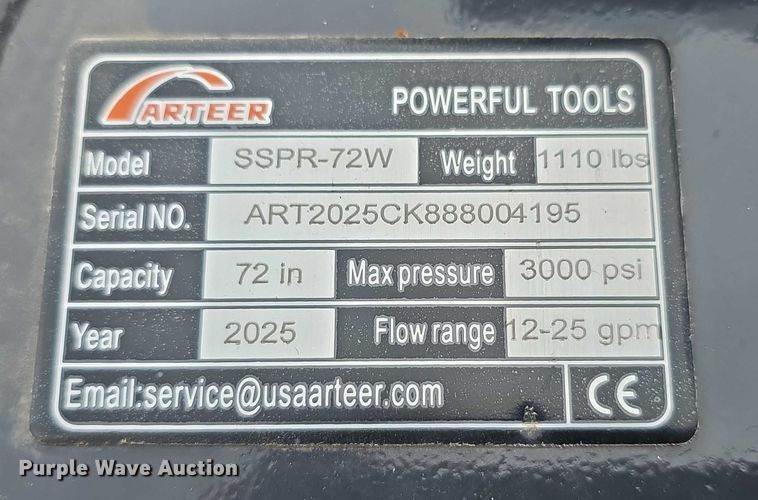 ARTEER POWERFUL TOOLS
Model SSPR-72W Weight 1110 lbs
Serial NO. ART2025CK888004195
Capacity 72 in Max pressure 3000 psi
Year 2025 Flow range 12-25 gpm
Email:service@usaarteer.com CE
Purple Wave Auction